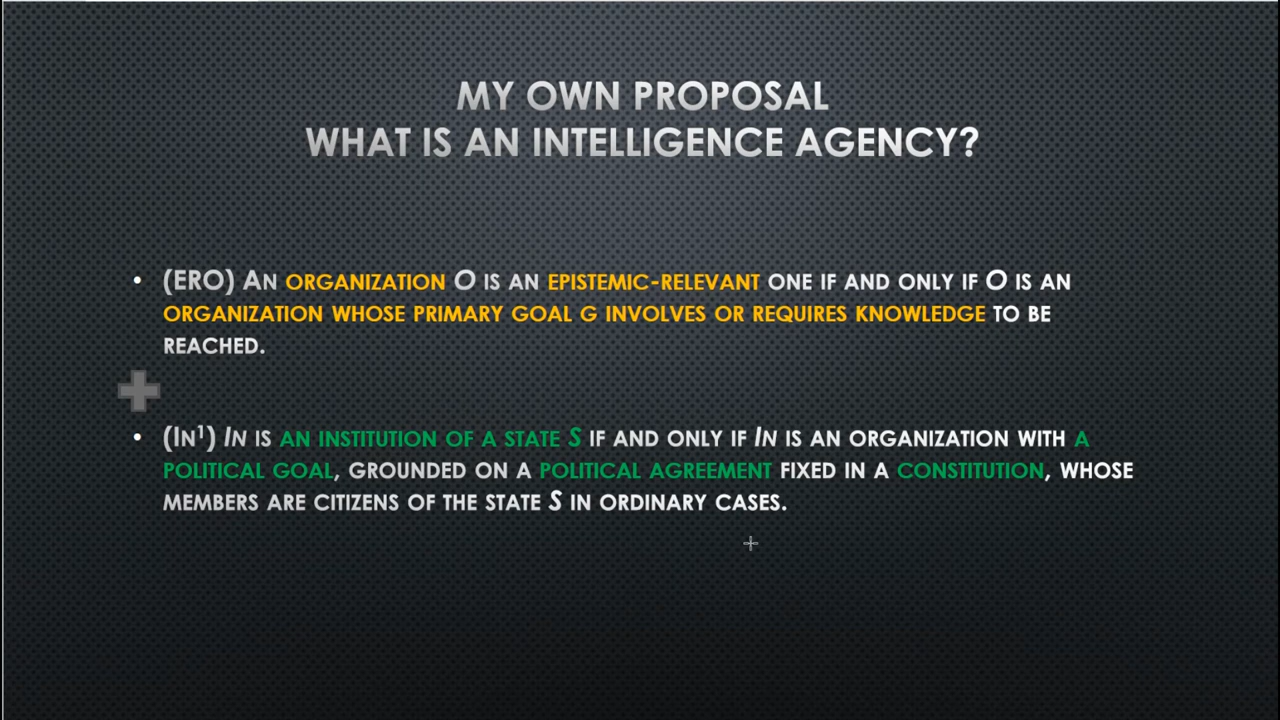 MY OWN PROPOSAL
WHAT IS AN INTELLIGENCE AGENCY?
• (ERO) AN ORGANIZATION O IS AN EPISTEMIC-RELEVANT ONE IF AND ONLY IF O IS AN
ORGANIZATION WHOSE PRIMARY GOAL G INVOLVES OR REQUIRES KNOWLEDGE TO BE
REACHED.
• (IN¹) IN IS AN INSTITUTION OF A STATE S IF AND ONLY IF IN IS AN ORGANIZATION WITH A
POLITICAL GOAL, GROUNDED ON A POLITICAL AGREEMENT FIXED IN A CONSTITUTION, WHOSE
MEMBERS ARE CITIZENS OF THE STATE S IN ORDINARY CASES.